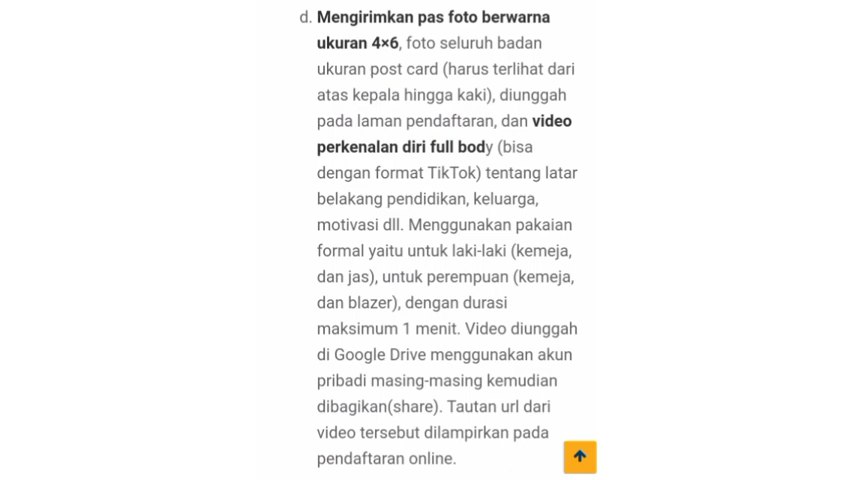 d. Mengirimkan pas foto berwarna
ukuran 4×6, foto seluruh badan
ukuran post card (harus terlihat dari
atas kepala hingga kaki), diunggah
pada laman pendaftaran, dan video
perkenalan diri full body (bisa
dengan format TikTok) tentang latar
belakang pendidikan, keluarga,
motivasi dll. Menggunakan pakaian
formal yaitu untuk laki-laki (kemeja,
dan jas), untuk perempuan (kemeja,
dan blazer), dengan durasi
maksimum 1 menit. Video diunggah
di Google Drive menggunakan akun
pribadi masing-masing kemudian
dibagikan(share). Tautan url dari
video tersebut dilampirkan pada
pendaftaran online.